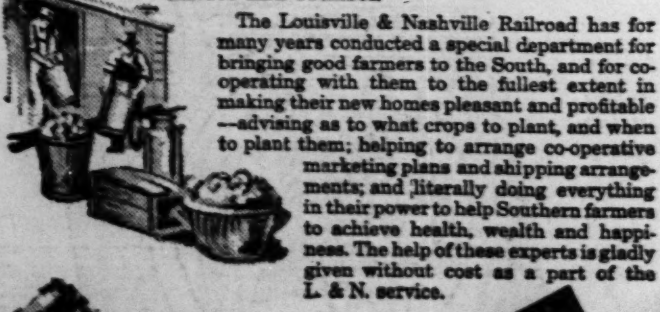 The Louisville & Nashville Railroad has for
many years conducted a special department for
bringing good farmers to the South, and for co-
operating with them to the fullest extent in
making their new homes pleasant and profitable
—advising as to what crops to plant, and when
to plant them; helping to arrange co-operative
marketing plans and shipping arrange-
ments; and literally doing everything
in their power to help Southern farmers
to achieve health, wealth and happi-
ness. The help of these experts is gladly
given without cost as a part of the
L. & N. service.